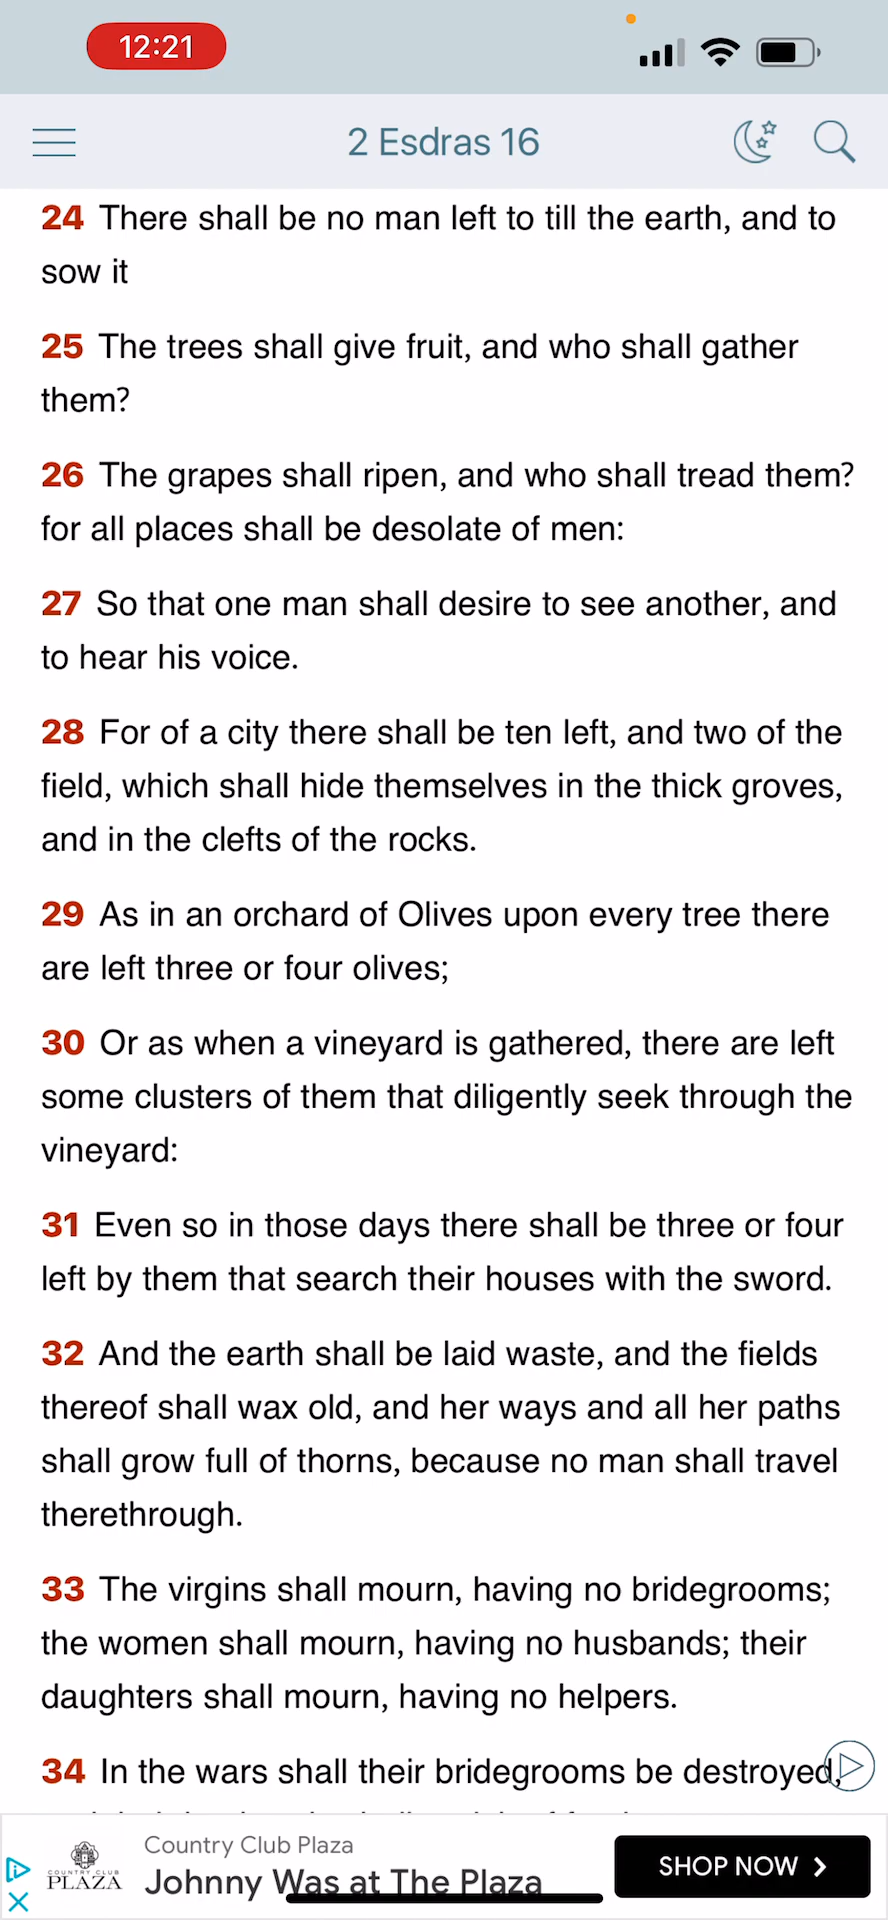 12:21
2 Esdras 16
24 There shall be no man left to till the earth, and to
sow it
25 The trees shall give fruit, and who shall gather
them?
26 The grapes shall ripen, and who shall tread them?
for all places shall be desolate of men:
27 So that one man shall desire to see another, and
to hear his voice.
28 For of a city there shall be ten left, and two of the
field, which shall hide themselves in the thick groves,
and in the clefts of the rocks.
29 As in an orchard of Olives upon every tree there
are left three or four olives;
30 Or as when a vineyard is gathered, there are left
some clusters of them that diligently seek through the
vineyard:
31 Even so in those days there shall be three or four
left by them that search their houses with the sword.
32 And the earth shall be laid waste, and the fields
thereof shall wax old, and her ways and all her paths
shall grow full of thorns, because no man shall travel
therethrough.
33 The virgins shall mourn, having no bridegrooms;
the women shall mourn, having no husbands; their
daughters shall mourn, having no helpers.
34 In the wars shall their bridegrooms be destroyed,
COUNTRY CLUB
PLAZA
Country Club Plaza
Johnny Was at The Plaza
SHOP NOW